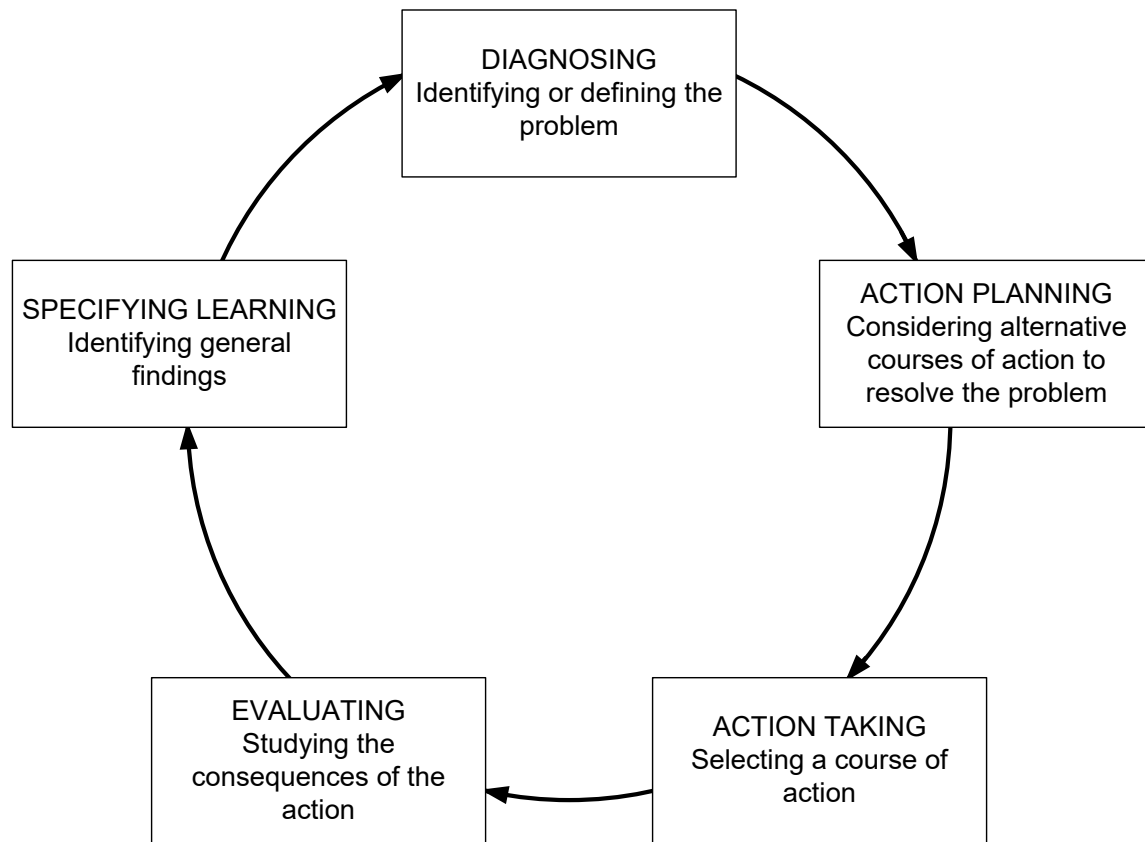 DIAGNOSING
Identifying or defining the
problem
ACTION PLANNING
Considering alternative
courses of action to
resolve the problem
ACTION TAKING
Selecting a course of
action
EVALUATING
Studying the
consequences of the
action
SPECIFYING LEARNING
Identifying general
findings